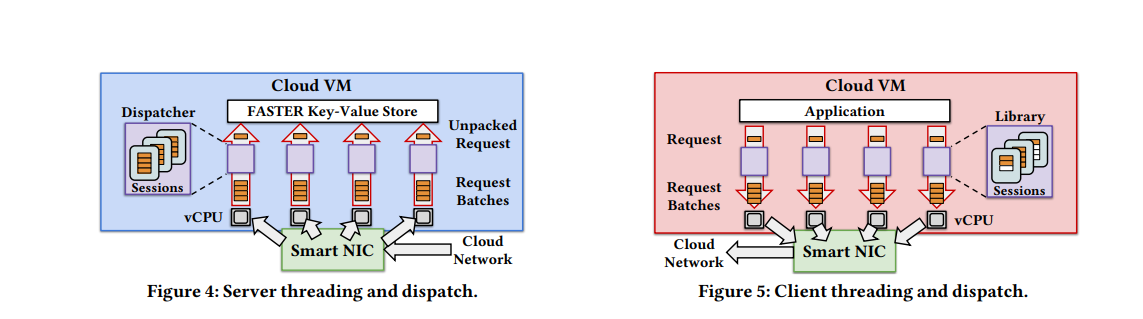 Cloud VM
FASTER Key-Value Store
Dispatcher
Sessions
Unpacked
Request
Request
Batches
vCPU
Smart NIC
Cloud
Network
Figure 4: Server threading and dispatch.
Cloud VM
Application
Request
Library
Sessions
Request
Batches
vCPU
Cloud
Network
Smart NIC
Figure 5: Client threading and dispatch.